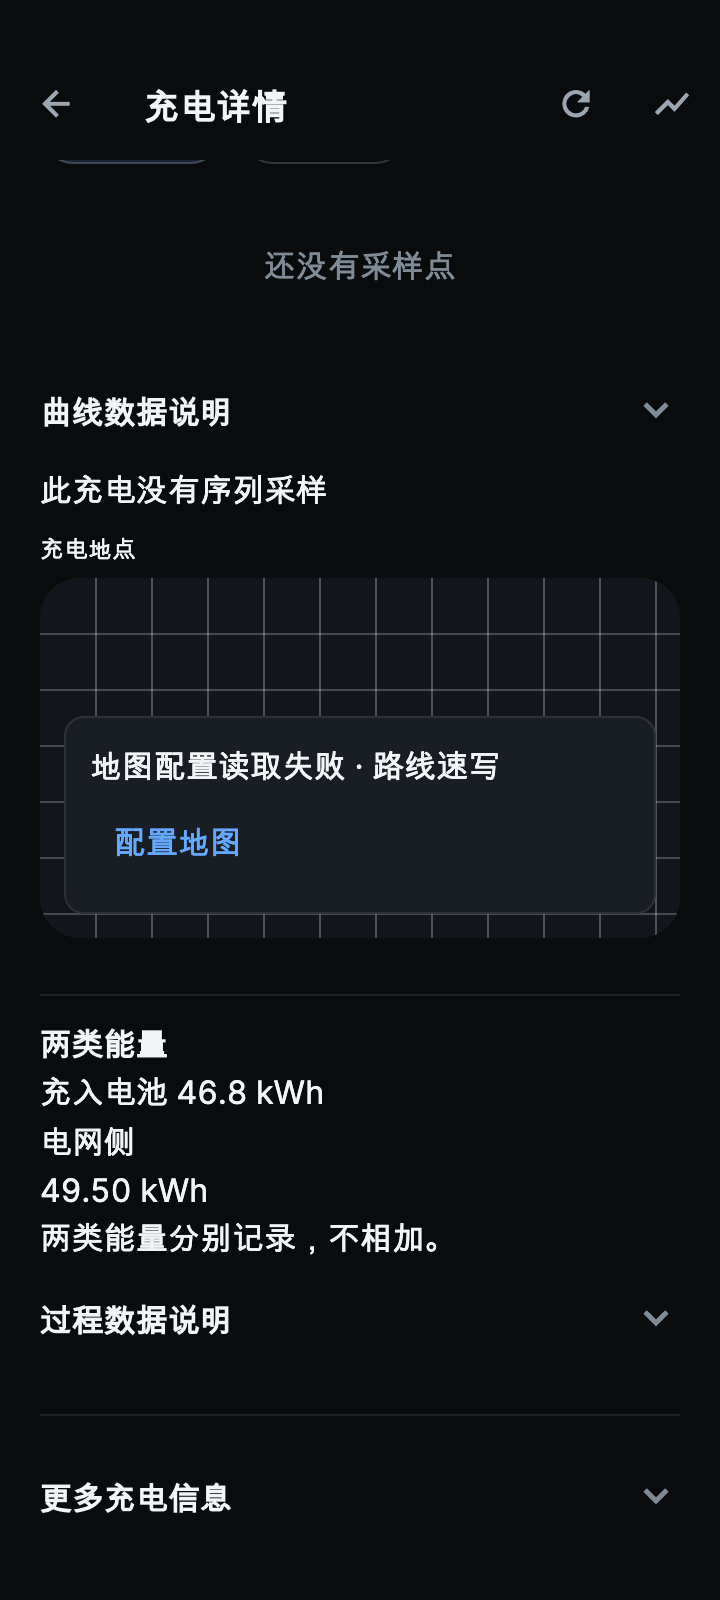 充电详情
还没有采样点
曲线数据说明
此充电没有序列采样
充电地点
地图配置读取失败 · 路线速写
配置地图
两类能量
充入电池 46.8 kWh
电网侧
49.50 kWh
两类能量分别记录，不相加。
过程数据说明
更多充电信息